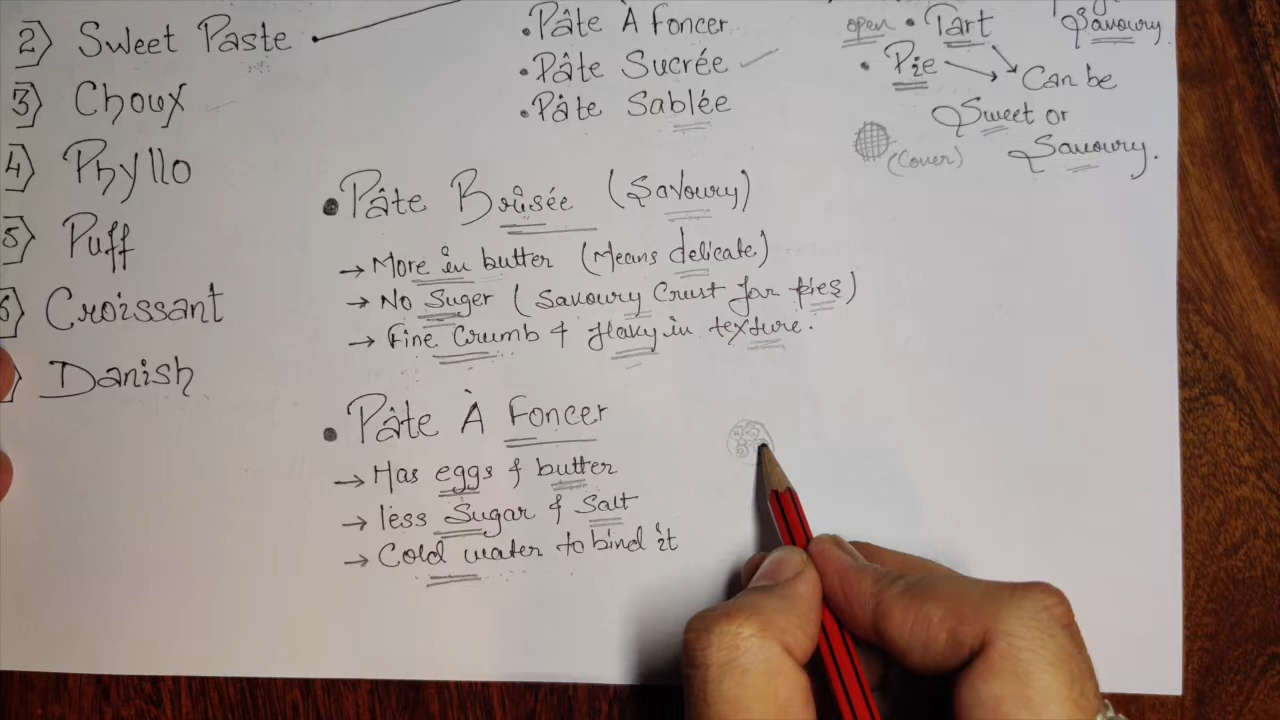 2) Sweet Paste
3) Choux
4) Phyllo
5) Puff
6) Croissant
Danish
• Pâte À Foncer
• Pâte Sucrée
• Pâte Sablée
Savoury
open • Tart
• Pie
Can be
Sweet or
Savoury.
(Cover)
• Pâte Brisée (Savoury)
→ More in butter (Means delicate)
→ No Suger (Savoury Crust for pies)
→ Fine Crumb & flaky in texture.
• Pâte À Foncer
→ Has eggs & butter
→ less Sugar & Salt
→ Cold water to bind it